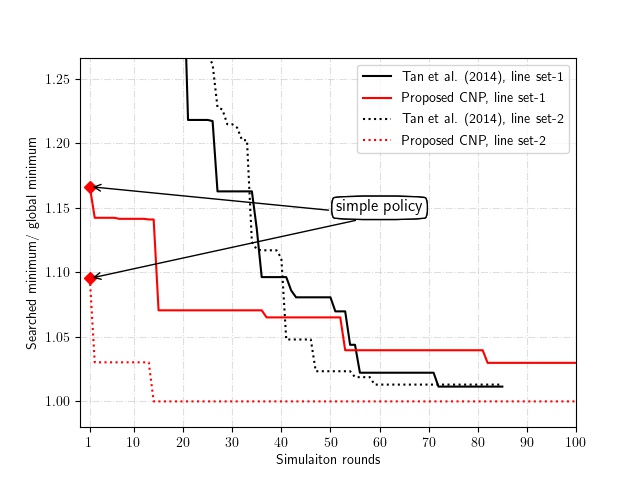 Searched minimum/ global minimum
1.25
1.20
1.15
1.10
1.05
1.00
Tan et al. (2014), line set-1
Proposed CNP, line set-1
Tan et al. (2014), line set-2
Proposed CNP, line set-2
simple policy
1 10 20 30 40 50 60 70 80 90 100
Simulaiton rounds